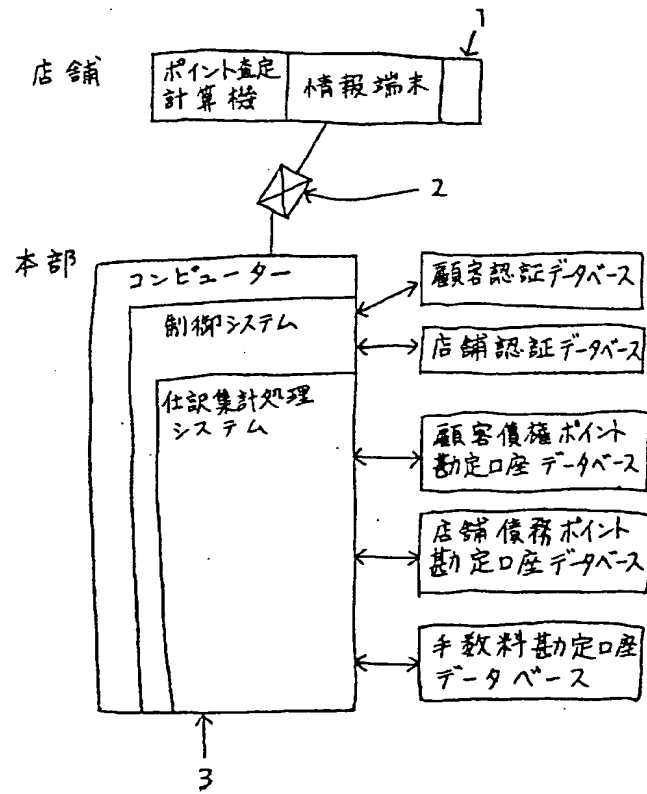 1
店舗
ポイント査定
計算機
情報端末
2
本部
コンピューター
制御システム
仕訳集計処理
システム
顧客認証データベース
店舗認証データベース
顧客債権ポイント
勘定口座データベース
店舗債務ポイント
勘定口座データベース
手数料勘定口座
データベース
3